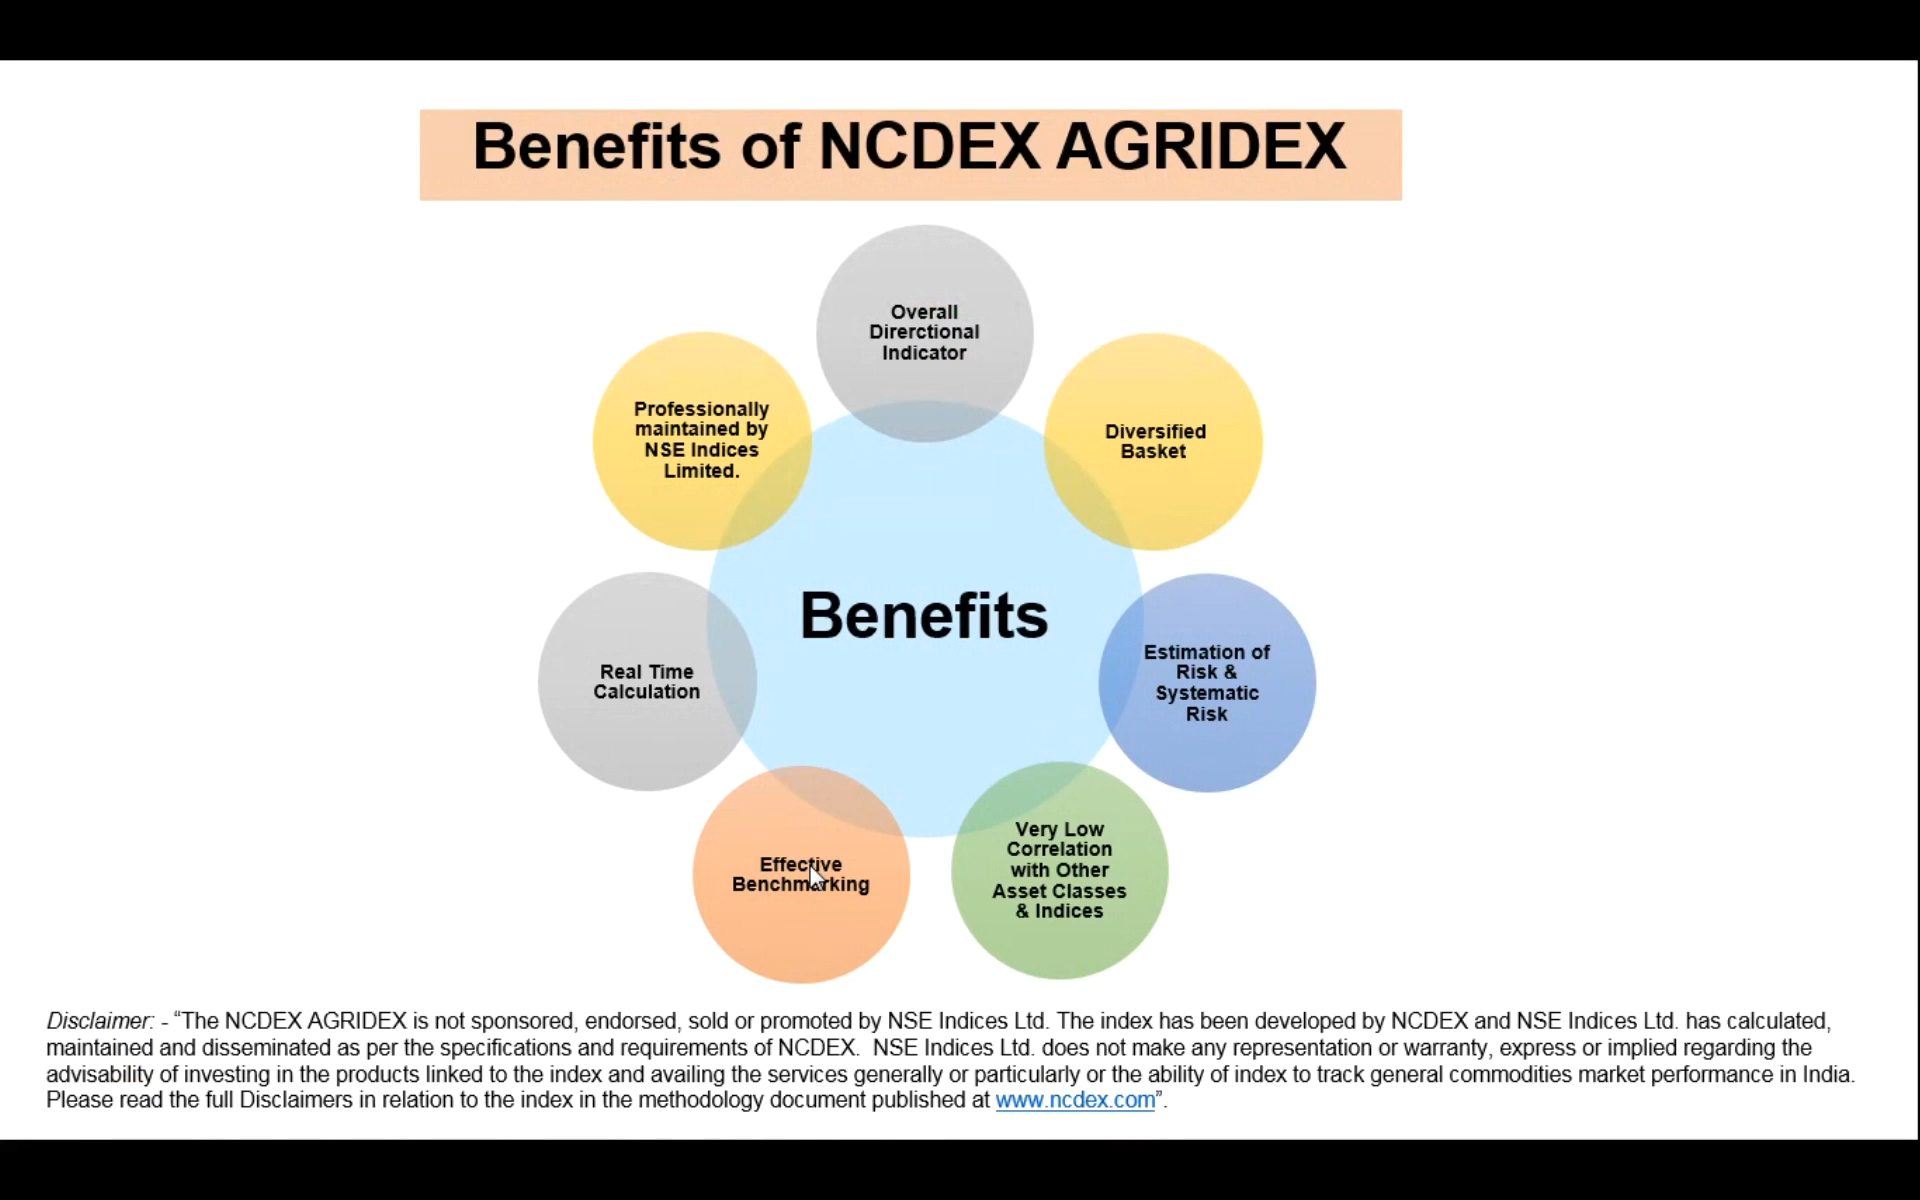 Benefits of NCDEX AGRIDEX
Overall
Direrctional
Indicator
Diversified
Basket
Estimation of
Risk &
Systematic
Risk
Very Low
Correlation
with Other
Asset Classes
& Indices
Effective
Benchmarking
Real Time
Calculation
Professionally
maintained by
NSE Indices
Limited.
Benefits
Disclaimer: - “The NCDEX AGRIDEX is not sponsored, endorsed, sold or promoted by NSE Indices Ltd. The index has been developed by NCDEX and NSE Indices Ltd. has calculated,
maintained and disseminated as per the specifications and requirements of NCDEX.  NSE Indices Ltd. does not make any representation or warranty, express or implied regarding the
advisability of investing in the products linked to the index and availing the services generally or particularly or the ability of index to track general commodities market performance in India.
Please read the full Disclaimers in relation to the index in the methodology document published at www.ncdex.com”.